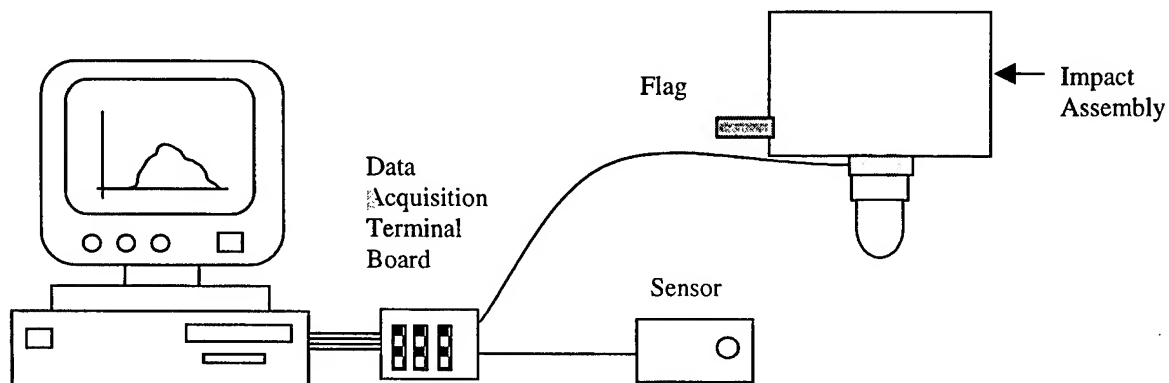 Flag
Impact
Assembly
Data
Acquisition
Terminal
Board
Sensor